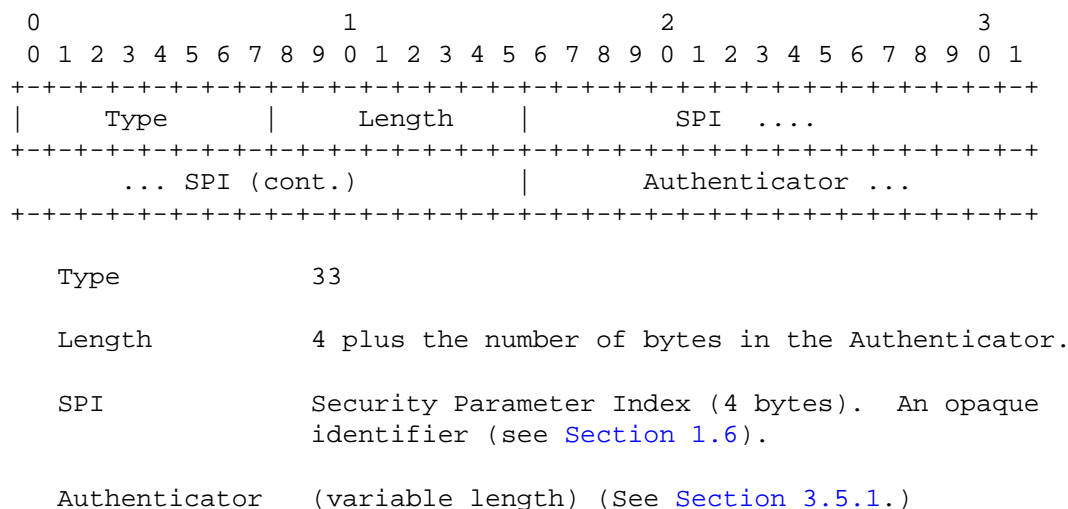 0                   1                   2                   3
 0 1 2 3 4 5 6 7 8 9 0 1 2 3 4 5 6 7 8 9 0 1 2 3 4 5 6 7 8 9 0 1
+-+-+-+-+-+-+-+-+-+-+-+-+-+-+-+-+-+-+-+-+-+-+-+-+-+-+-+-+-+-+-+-+
|     Type      |     Length    |         SPI  ....
+-+-+-+-+-+-+-+-+-+-+-+-+-+-+-+-+-+-+-+-+-+-+-+-+-+-+-+-+-+-+-+-+
       ... SPI (cont.)          |       Authenticator ...
+-+-+-+-+-+-+-+-+-+-+-+-+-+-+-+-+-+-+-+-+-+-+-+-+-+-+-+-+-+-+-+-+
Type            33
Length          4 plus the number of bytes in the Authenticator.
SPI             Security Parameter Index (4 bytes).  An opaque
                identifier (see Section 1.6).
Authenticator   (variable length) (See Section 3.5.1.)